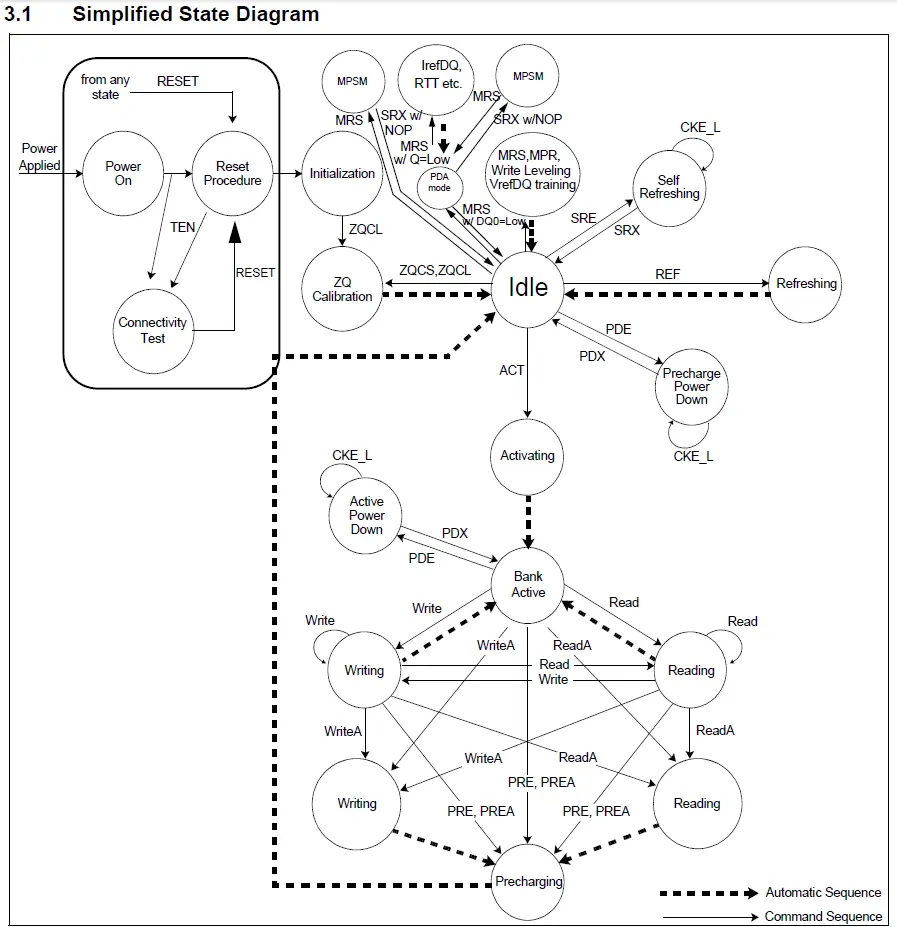 3.1 Simplified State Diagram
from any
state
RESET
Power
Applied
Power
On
Reset
Procedure
TEN
RESET
Connectivity
Test
Initialization
ZQCL
ZQ
Calibration
ZQCS,ZQCL
MPSM
MRS
SRX w/
NOP
IrefDQ,
RTT etc.
MRS
w/ Q=Low
MRS
MPSM
SRX w/NOP
PDA
mode
MRS
w/ DQ0=Low
MRS,MPR,
Write Leveling
VrefDQ training
CKE_L
Self
Refreshing
SRE
SRX
Idle
REF
Refreshing
PDE
PDX
Precharge
Power
Down
CKE_L
ACT
Activating
CKE_L
Active
Power
Down
PDX
PDE
Bank
Active
Write
Read
Write
Read
WriteA
ReadA
Writing
Read
Write
Reading
WriteA
ReadA
WriteA
ReadA
PRE, PREA
Writing
Reading
PRE, PREA
PRE, PREA
Precharging
Automatic Sequence
Command Sequence